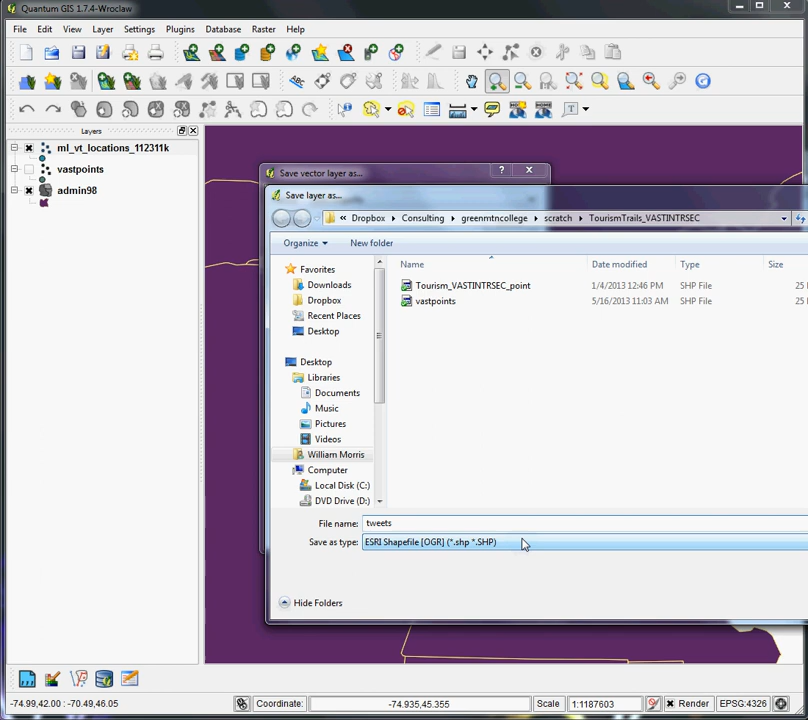 Quantum GIS 1.7.4-Wroclaw
File Edit View Layer Settings Plugins Vector Database Raster Help
ABC
T
Layers
ml_vt_locations_112311k
vastpoints
admin98
Save vector layer as...
Save layer as...
Dropbox Consulting greenmtncollege scratch TourismTrails_VASTINTRSEC
Organize New folder
Name Date modified Type Size
Favorites
Downloads
Dropbox
Recent Places
Desktop
Desktop
Libraries
Documents
Music
Pictures
Videos
William Morris
Computer
Local Disk (C:)
DVD Drive (D:)
Tourism_VASTINTRSEC_point 1/4/2013 12:46 PM SHP File 25
vastpoints 5/16/2013 11:03 AM SHP File 25
File name: tweets
Save as type: ESRI Shapefile [OGR] (*.shp *.SHP)
Hide Folders
-74.99,42.00 : -70.49,46.05 Coordinate: -74.935,45.355 Scale 1:1187603 Render EPSG:4326